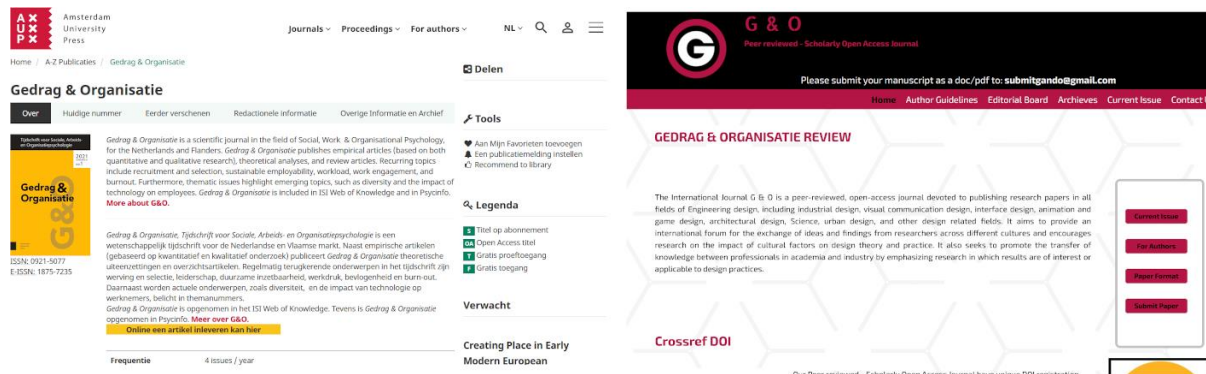 AUP
Amsterdam
University
Press
Journals Proceedings For authors NL
Home / A-Z Publicaties / Gedrag & Organisatie
Gedrag & Organisatie
Over Huidige nummer Eerder verschenen Redactionele informatie Overige Informatie en Archief
Tijdschrift voor Sociale, Arbeids-
en Organisatiepsychologie
2021
Gedrag &
Organisatie
G&O
ISSN: 0921-5077
E-ISSN: 1875-7235
Gedrag & Organisatie is a scientific journal in the field of Social, Work & Organisational Psychology,
for the Netherlands and Flanders. Gedrag & Organisatie publishes empirical articles (based on both
quantitative and qualitative research), theoretical analyses, and review articles. Recurring topics
include recruitment and selection, sustainable employability, workload, work engagement, and
burnout. Furthermore, thematic issues highlight emerging topics, such as diversity and the impact of
technology on employees. Gedrag & Organisatie is included in ISI Web of Knowledge and in Psycinfo.
More about G&O.
Gedrag & Organisatie, Tijdschrift voor Sociale, Arbeids- en Organisatiepsychologie is een
wetenschappelijk tijdschrift voor de Nederlandse en Vlaamse markt. Naast empirische artikelen
(gebaseerd op kwantitatief en kwalitatief onderzoek) publiceert Gedrag & Organisatie theoretische
uiteenzettingen en overzichtsartikelen. Regelmatig terugkerende onderwerpen in het tijdschrift zijn
werving en selectie, leiderschap, duurzame inzetbaarheid, werkdruk, bevlogenheid en burn-out.
Daarnaast worden actuele onderwerpen, zoals diversiteit, en de impact van technologie op
werknemers, belicht in themanummers.
Gedrag & Organisatie is opgenomen in het ISI Web of Knowledge. Tevens is Gedrag & Organisatie
opgenomen in Psycinfo. Meer over G&O.
Online een artikel inleveren kan hier
Frequentie 4 issues / year
Delen
Tools
Aan Mijn Favorieten toevoegen
Een publicatiemelding instellen
Recommend to library
Legenda
S Titel op abonnement
OA Open Access titel
T Gratis proeftoegang
F Gratis toegang
Verwacht
Creating Place in Early
Modern European
G
G & O
Peer reviewed - Scholarly Open Access Journal
Please submit your manuscript as a doc/pdf to: submitgando@gmail.com
Home Author Guidelines Editorial Board Archieves Current Issue Contact U
GEDRAG & ORGANISATIE REVIEW
The International Journal G & O is a peer-reviewed, open-access journal devoted to publishing research papers in all
fields of Engineering design, including industrial design, visual communication design, interface design, animation and
game design, architectural design, Science, urban design, and other design related fields. It aims to provide an
international forum for the exchange of ideas and findings from researchers across different cultures and encourages
research on the impact of cultural factors on design theory and practice. It also seeks to promote the transfer of
knowledge between professionals in academia and industry by emphasizing research in which results are of interest or
applicable to design practices.
Current Issue
For Authors
Paper Format
Submit Paper
Crossref DOI
Our Peer reviewed - Scholarly Open Access Journal have unique DOI registration